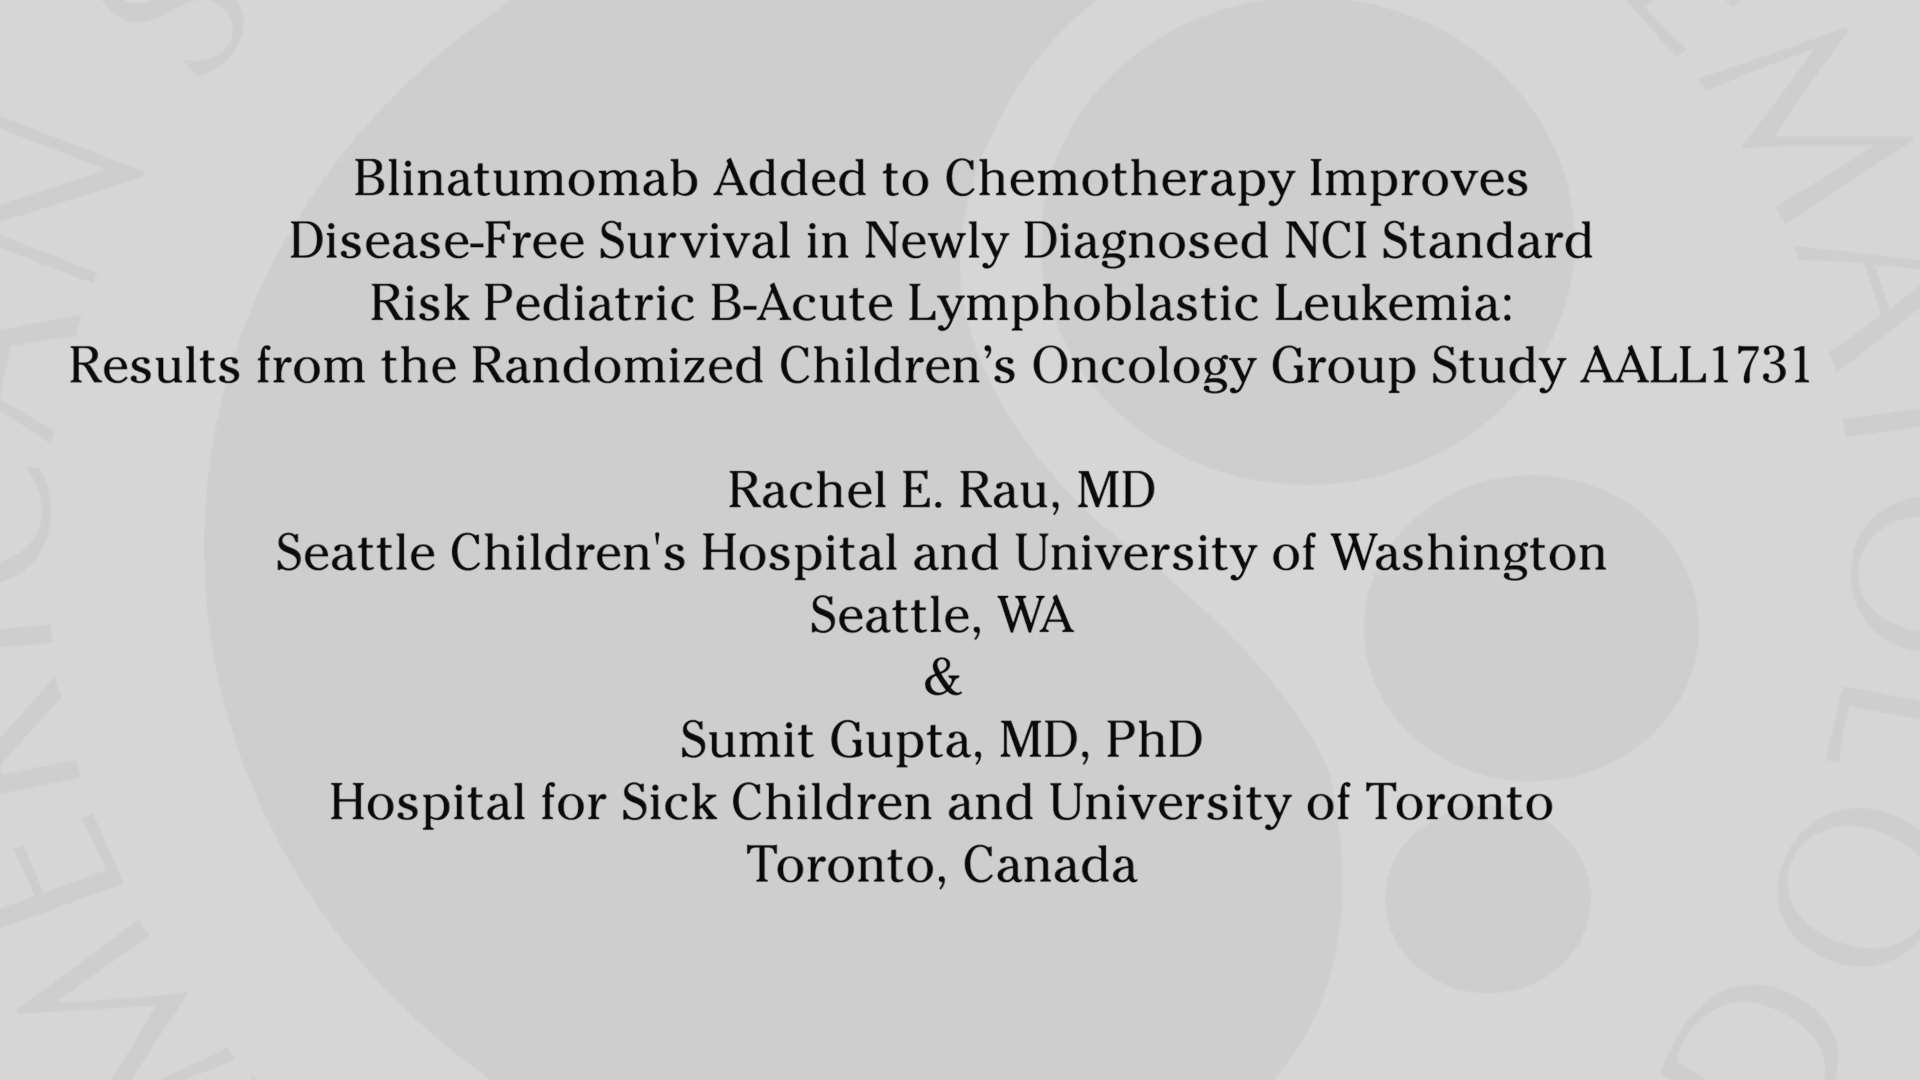 Blinatumomab Added to Chemotherapy Improves
Disease-Free Survival in Newly Diagnosed NCI Standard
Risk Pediatric B-Acute Lymphoblastic Leukemia:
Results from the Randomized Children’s Oncology Group Study AALL1731
Rachel E. Rau, MD
Seattle Children's Hospital and University of Washington
Seattle, WA
&
Sumit Gupta, MD, PhD
Hospital for Sick Children and University of Toronto
Toronto, Canada